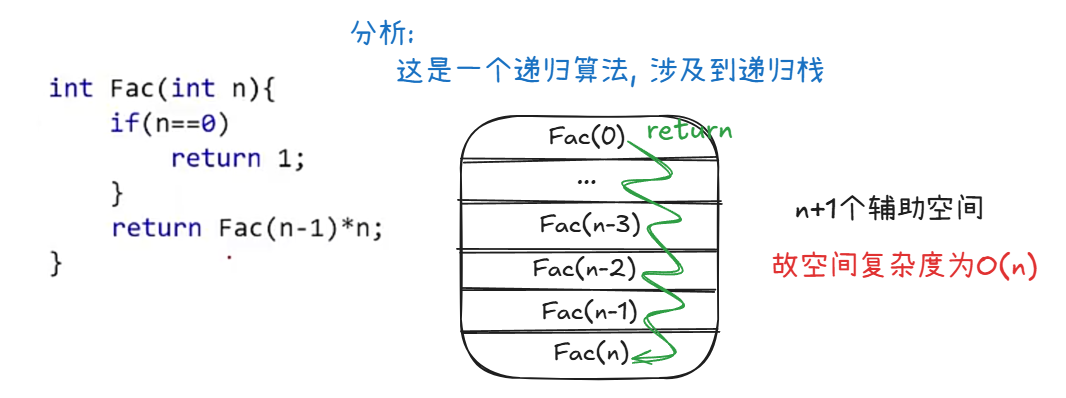 分析:
这是一个递归算法, 涉及到递归栈
int Fac(int n){
if(n==0)
return 1;
}
return Fac(n-1)*n;
}
Fac(0)
return
...
Fac(n-3)
Fac(n-2)
Fac(n-1)
Fac(n)
n+1个辅助空间
故空间复杂度为O(n)